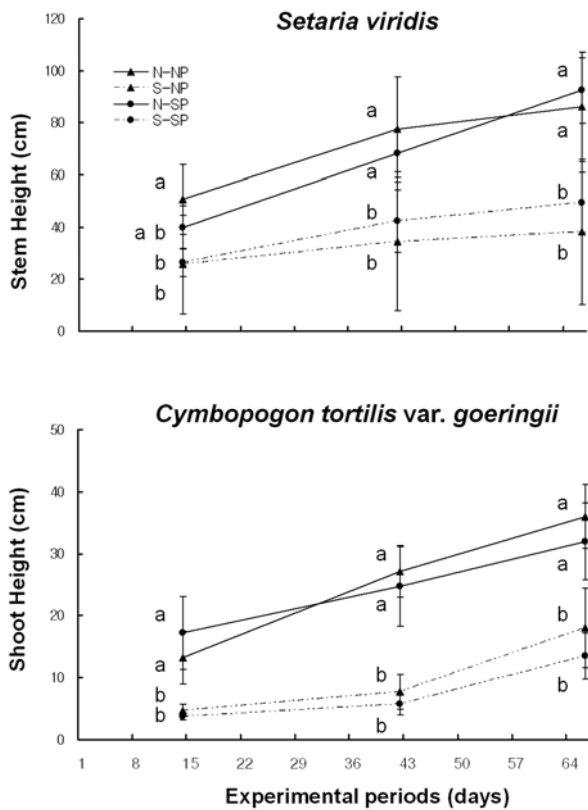 Setaria viridis
120
100
80
60
40
20
0
Stem Height (cm)
N-NP
S-NP
N-SP
S-SP
a
a b
b
b
a
a
b
b
a
a
b
b
Cymbopogon tortilis var. goeringii
50
40
30
20
10
0
Shoot Height (cm)
a
a
b
b
a
a
b
b
a
a
b
b
1 8 15 22 29 36 43 50 57 64
Experimental periods (days)